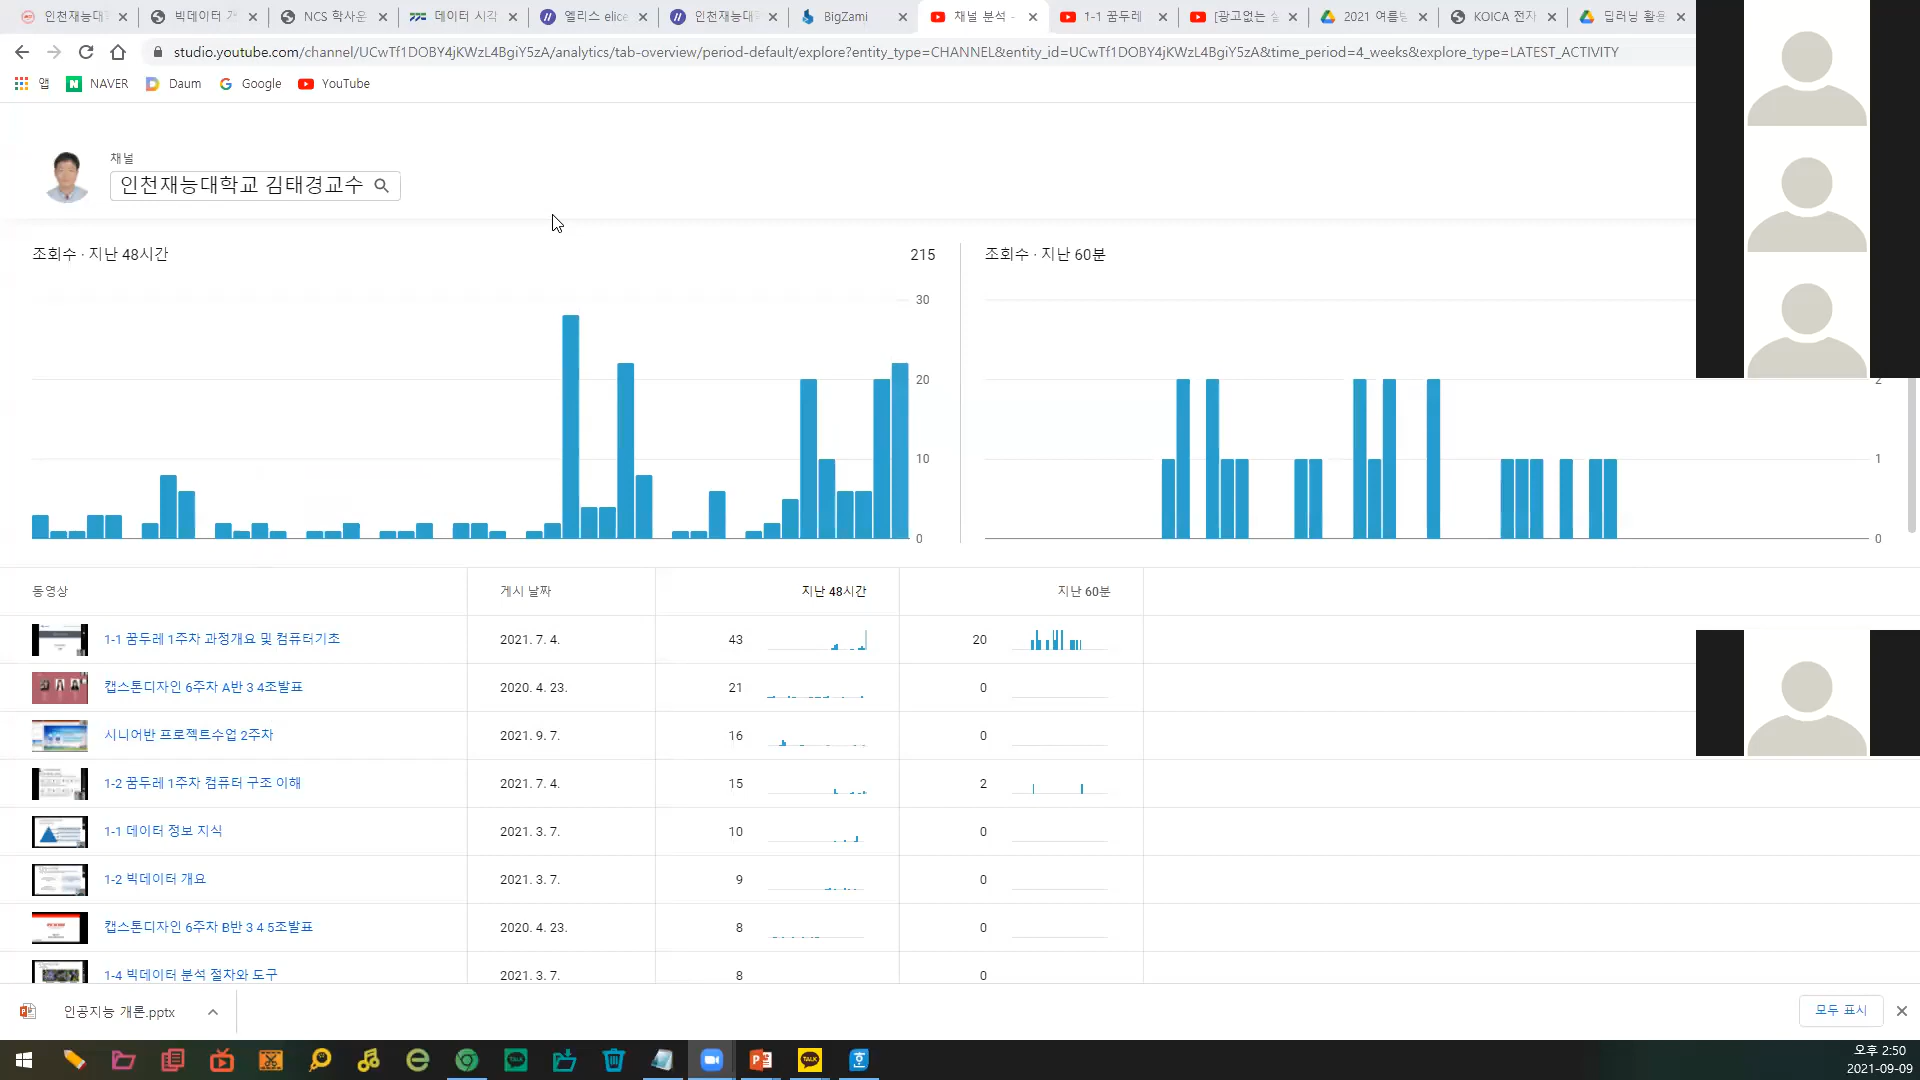 인천재능대
빅데이터 가
NCS 학사운
데이터 시각
엘리스 elice
인천재능대
BigZami
채널 분석 -
1-1 꿈두레
[광고없는 실
2021 여름방
KOICA 전자
딥러닝 활용
studio.youtube.com/channel/UCwTf1DOBY4jKWzL4BgiY5zA/analytics/tab-overview/period-default/explore?entity_type=CHANNEL&entity_id=UCwTf1DOBY4jKWzL4BgiY5zA&time_period=4_weeks&explore_type=LATEST_ACTIVITY
앱 NAVER Daum Google YouTube
채널
인천재능대학교 김태경교수
조회수 · 지난 48시간 215
30
20
10
0
조회수 · 지난 60분
2
1
0
동영상 게시 날짜 지난 48시간 지난 60분
1-1 꿈두레 1주차 과정개요 및 컴퓨터기초 2021. 7. 4. 43 20
캡스톤디자인 6주차 A반 3 4조발표 2020. 4. 23. 21 0
시니어반 프로젝트수업 2주차 2021. 9. 7. 16 0
1-2 꿈두레 1주차 컴퓨터 구조 이해 2021. 7. 4. 15 2
1-1 데이터 정보 지식 2021. 3. 7. 10 0
1-2 빅데이터 개요 2021. 3. 7. 9 0
캡스톤디자인 6주차 B반 3 4 5조발표 2020. 4. 23. 8 0
1-4 빅데이터 분석 절차와 도구 2021. 3. 7. 8 0
인공지능 개론.pptx
모두 표시
오후 2:50
2021-09-09